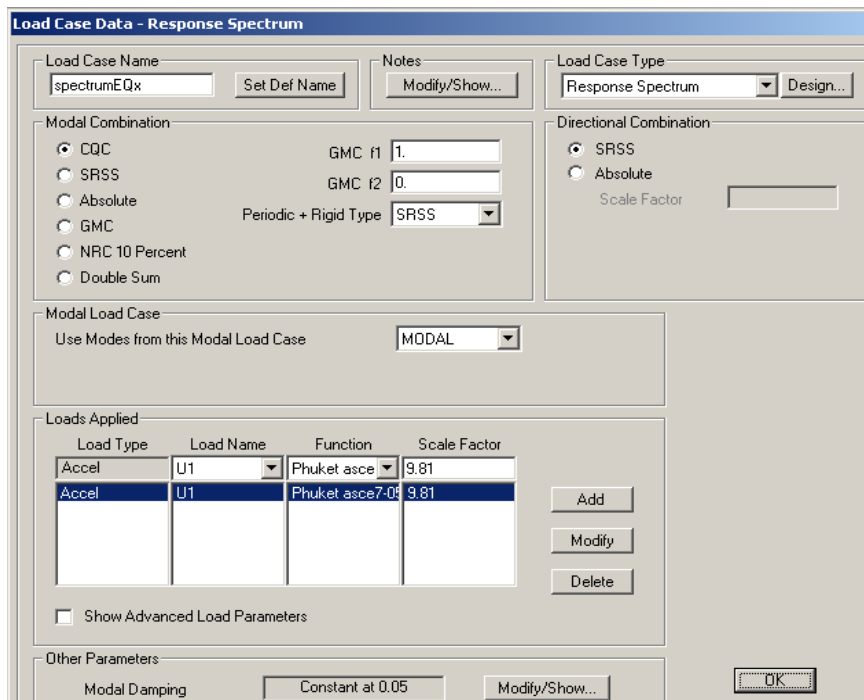 Load Case Data - Response Spectrum
Load Case Name
spectrumEQx
Set Def Name
Notes
Modify/Show...
Load Case Type
Response Spectrum
Design...
Modal Combination
CQC
SRSS
Absolute
GMC
NRC 10 Percent
Double Sum
GMC f1
1.
GMC f2
0.
Periodic + Rigid Type
SRSS
Directional Combination
SRSS
Absolute
Scale Factor
Modal Load Case
Use Modes from this Modal Load Case
MODAL
Loads Applied
Load Type Load Name Function Scale Factor
Accel U1 Phuket asce 9.81
Accel U1 Phuket asce7-05 9.81
Add
Modify
Delete
Show Advanced Load Parameters
Other Parameters
Modal Damping Constant at 0.05 Modify/Show...
OK